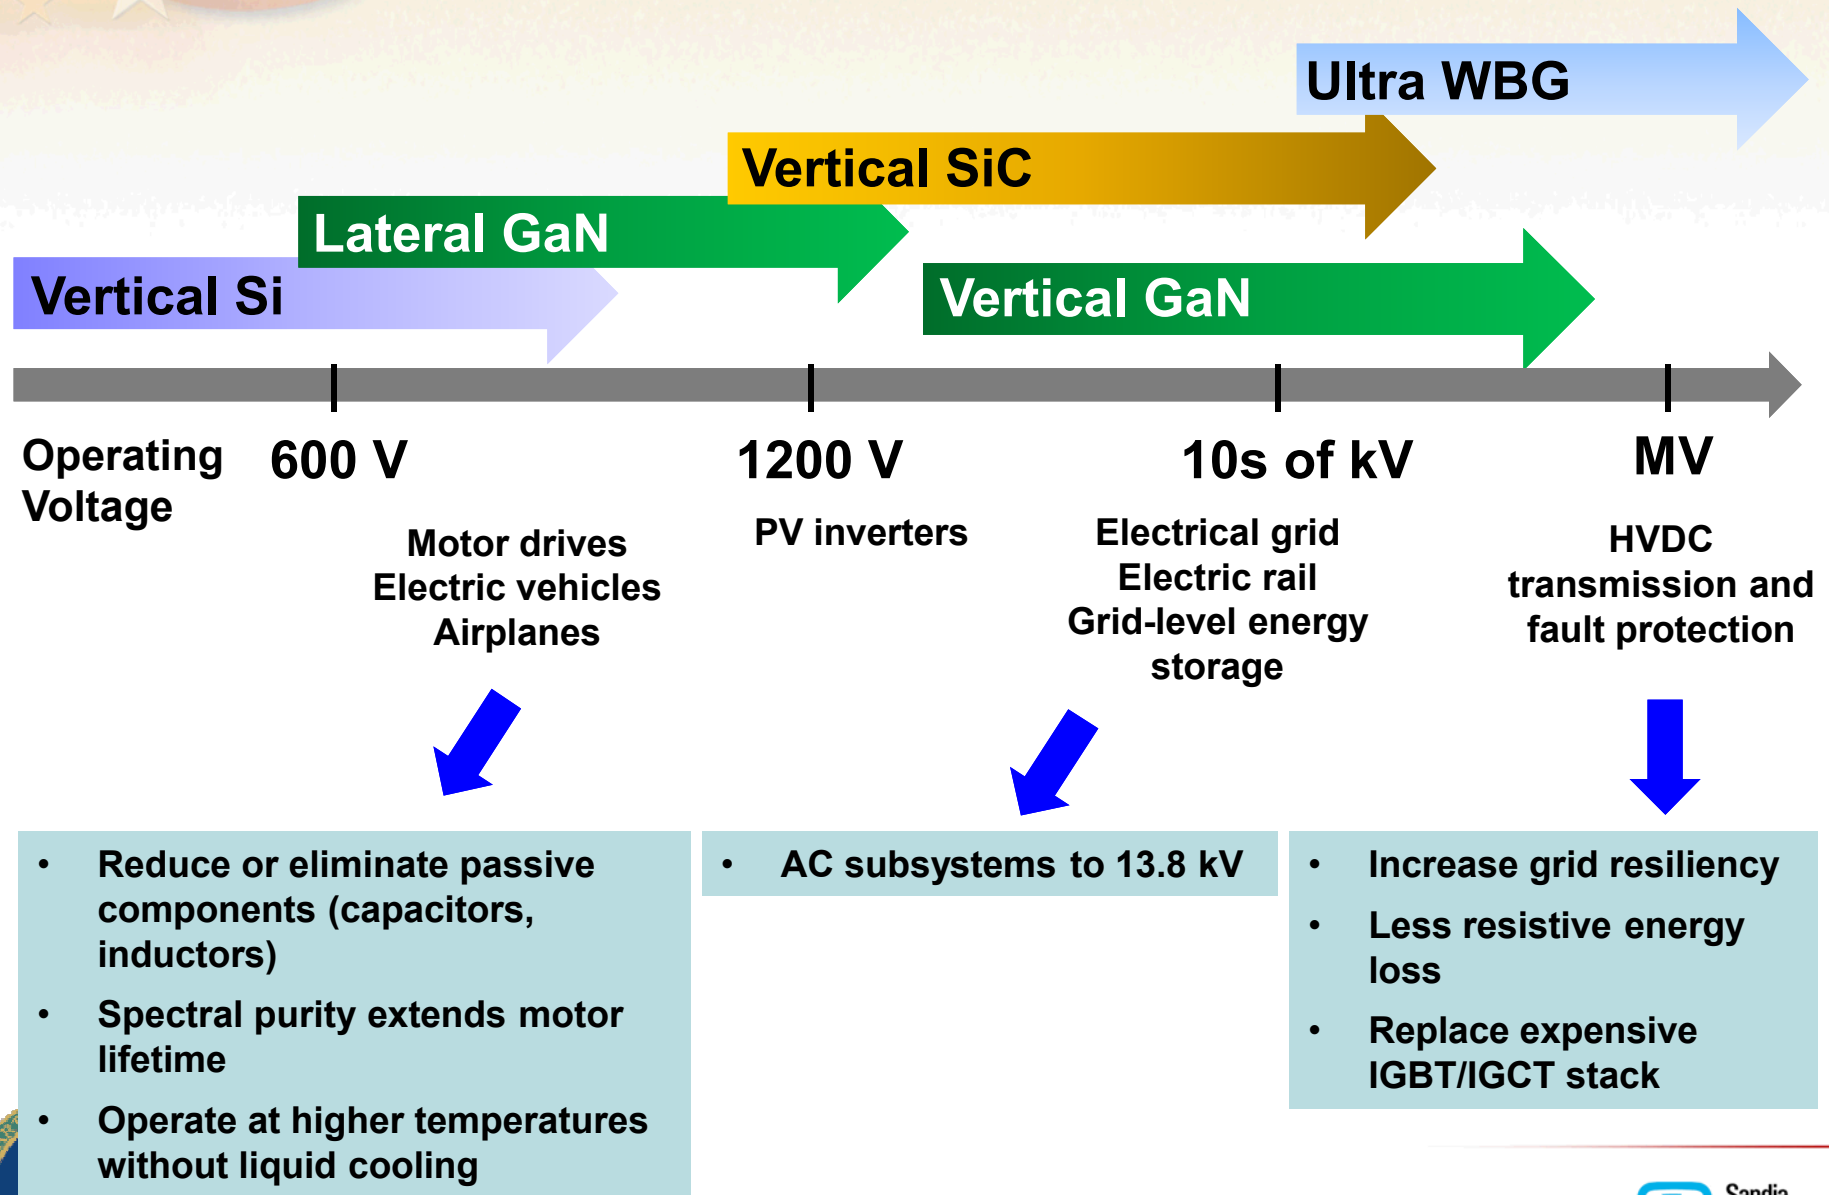 Ultra WBG
Vertical SiC
Lateral GaN
Vertical Si
Vertical GaN
Operating
Voltage
600 V
1200 V
10s of kV
MV
Motor drives
Electric vehicles
Airplanes
PV inverters
Electrical grid
Electric rail
Grid-level energy
storage
HVDC
transmission and
fault protection
• Reduce or eliminate passive
components (capacitors,
inductors)
• Spectral purity extends motor
lifetime
• Operate at higher temperatures
without liquid cooling
• AC subsystems to 13.8 kV
• Increase grid resiliency
• Less resistive energy
loss
• Replace expensive
IGBT/IGCT stack
Sandia